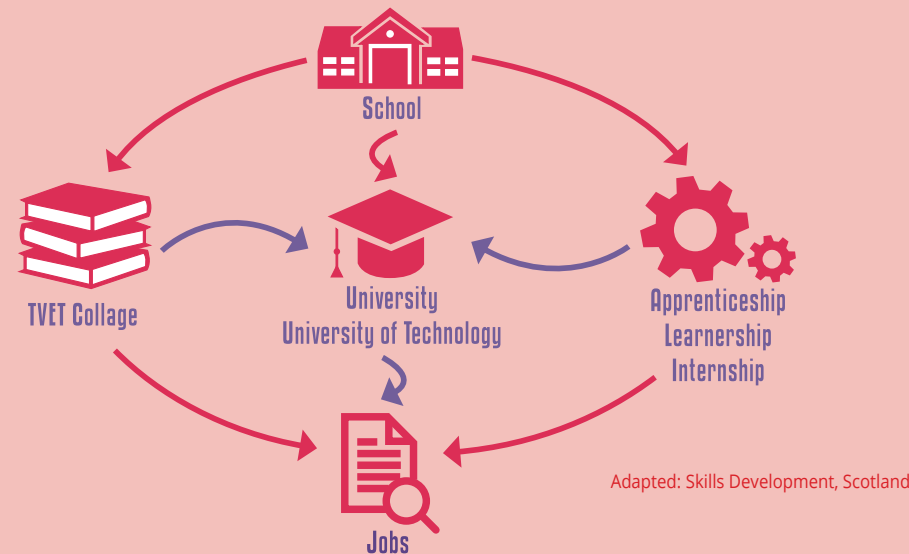 School
TVET Collage
University
University of Technology
Apprenticeship
Learnership
Internship
Adapted: Skills Development, Scotland
Jobs